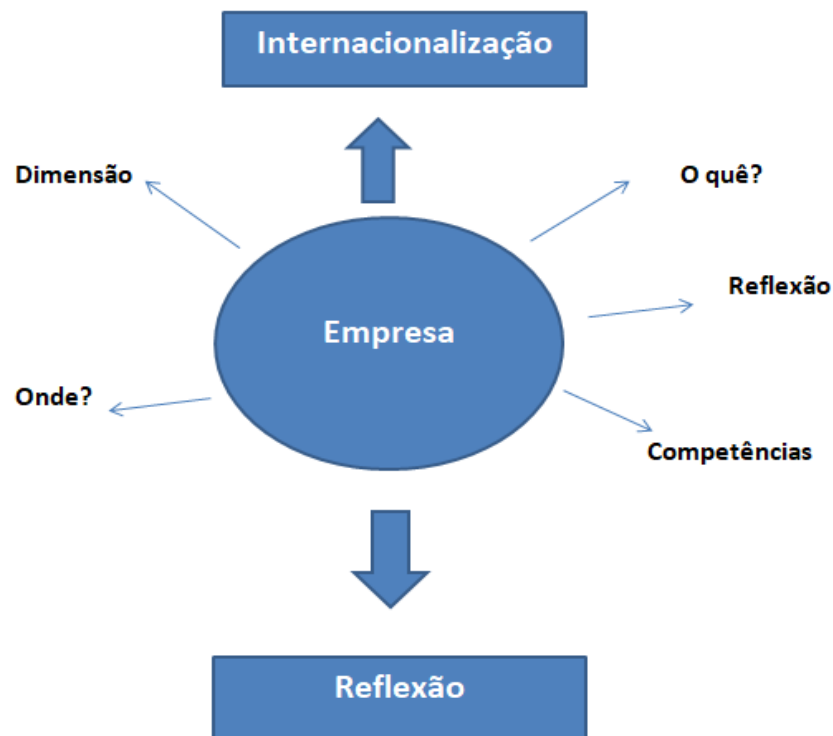 Internacionalização
Dimensão
O quê?
Reflexão
Empresa
Onde?
Competências
Reflexão